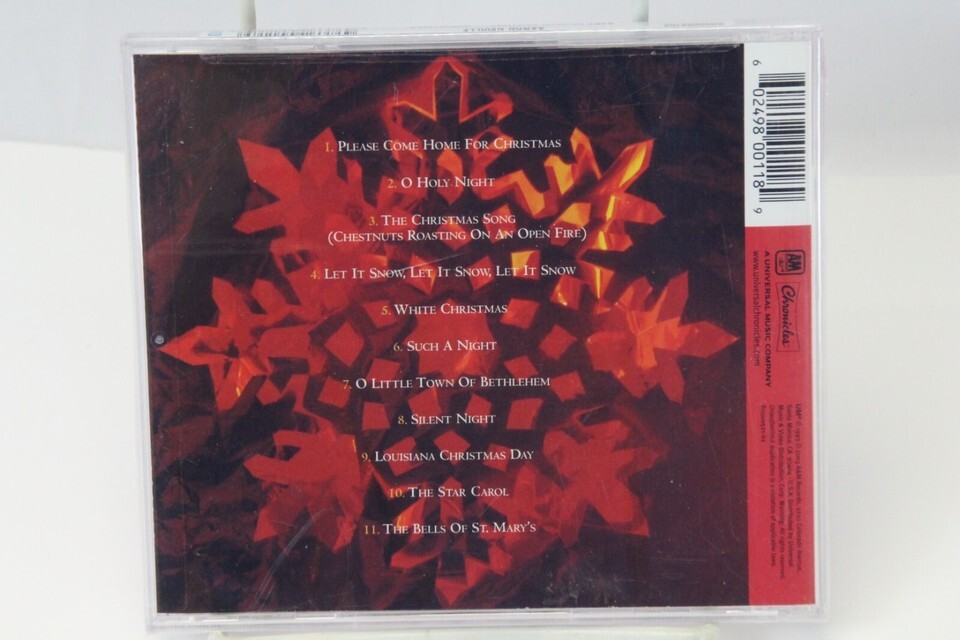 1. PLEASE COME HOME FOR CHRISTMAS
2. O HOLY NIGHT
3. THE CHRISTMAS SONG
(CHESTNUTS ROASTING ON AN OPEN FIRE)
4. LET IT SNOW, LET IT SNOW, LET IT SNOW
5. WHITE CHRISTMAS
6. SUCH A NIGHT
7. O LITTLE TOWN OF BETHLEHEM
8. SILENT NIGHT
9. LOUISIANA CHRISTMAS DAY
10. THE STAR CAROL
11. THE BELLS OF ST. MARY'S
6 02498 00118 9
A&M
Chronicles
A UNIVERSAL MUSIC COMPANY
www.universalchronicles.com